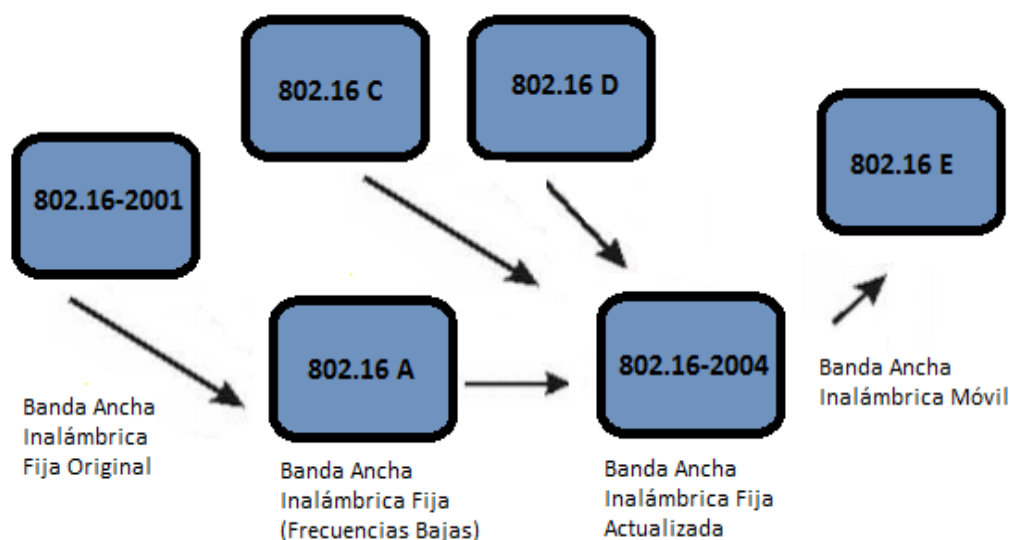 802.16 C
802.16 D
802.16 E
802.16-2001
802.16 A
802.16-2004
Banda Ancha
Inalámbrica
Fija Original
Banda Ancha
Inalámbrica Fija
(Frecuencias Bajas)
Banda Ancha
Inalámbrica Fija
Actualizada
Banda Ancha
Inalámbrica Móvil